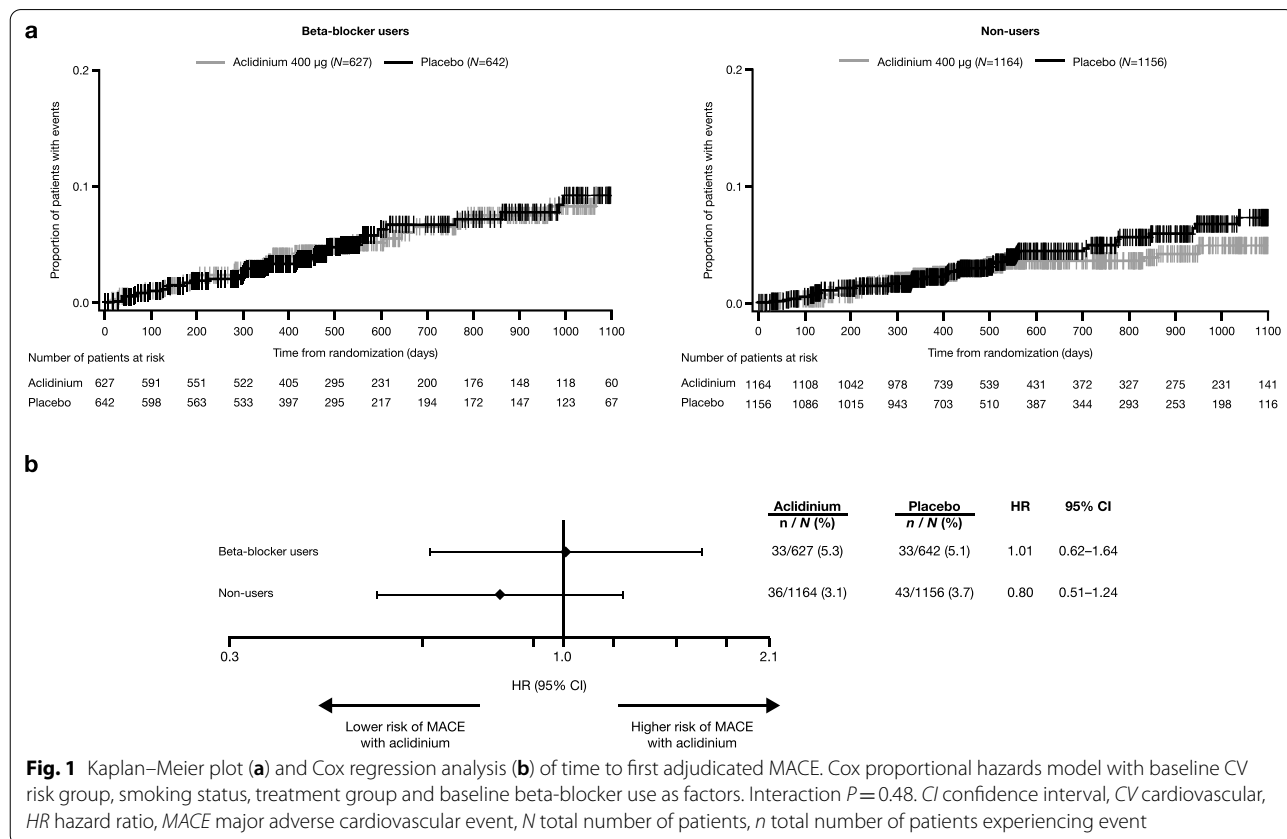 a
Beta-blocker users
Aclidinium 400 µg (N=627) Placebo (N=642)
Proportion of patients with events
0.2
0.1
0.0
0 100 200 300 400 500 600 700 800 900 1000 1100
Time from randomization (days)
Number of patients at risk
Aclidinium 627 591 551 522 405 295 231 200 176 148 118 60
Placebo 642 598 563 533 397 295 217 194 172 147 123 67
Non-users
Aclidinium 400 µg (N=1164) Placebo (N=1156)
Proportion of patients with events
0.2
0.1
0.0
0 100 200 300 400 500 600 700 800 900 1000 1100
Time from randomization (days)
Number of patients at risk
Aclidinium 1164 1108 1042 978 739 539 431 372 327 275 231 141
Placebo 1156 1086 1015 943 703 510 387 344 293 253 198 116
b
Aclidinium Placebo HR 95% CI
n / N (%) n / N (%)
Beta-blocker users 33/627 (5.3) 33/642 (5.1) 1.01 0.62–1.64
Non-users 36/1164 (3.1) 43/1156 (3.7) 0.80 0.51–1.24
0.3 1.0 2.1
HR (95% CI)
Lower risk of MACE
with aclidinium
Higher risk of MACE
with aclidinium
Fig. 1 Kaplan–Meier plot (a) and Cox regression analysis (b) of time to first adjudicated MACE. Cox proportional hazards model with baseline CV
risk group, smoking status, treatment group and baseline beta-blocker use as factors. Interaction P = 0.48. CI confidence interval, CV cardiovascular,
HR hazard ratio, MACE major adverse cardiovascular event, N total number of patients, n total number of patients experiencing event